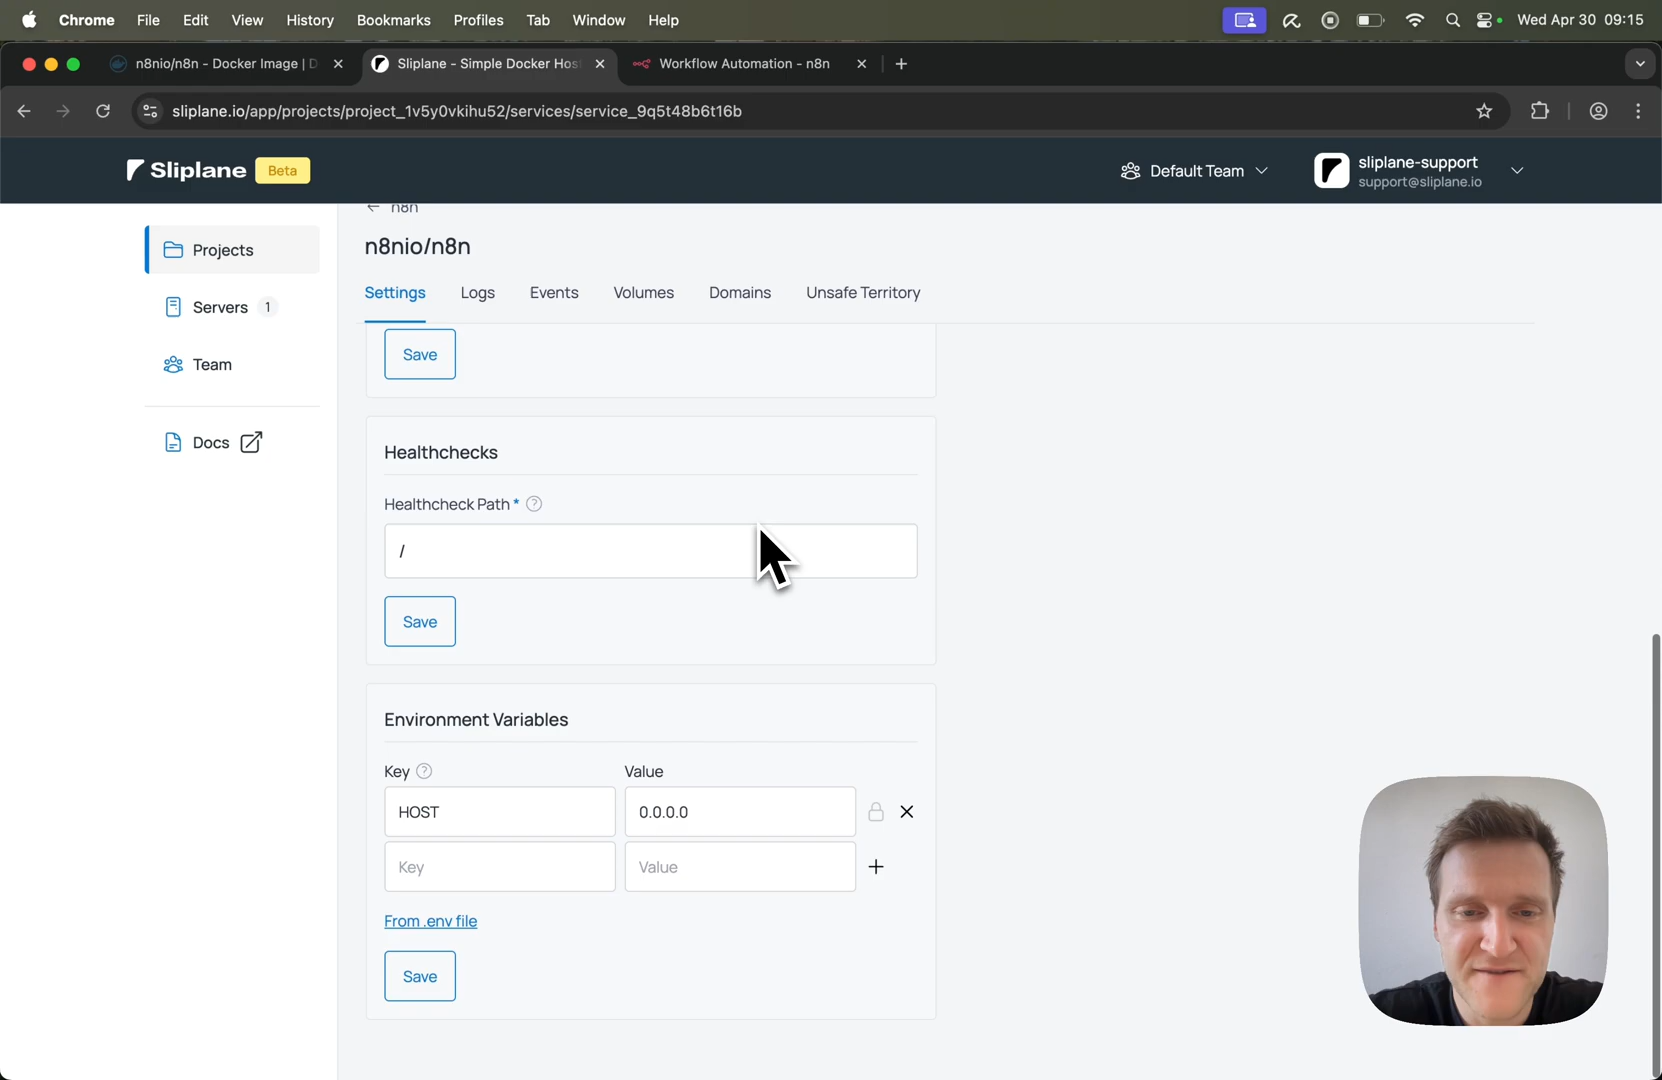 Chrome File Edit View History Bookmarks Profiles Tab Window Help Wed Apr 30 09:15
n8nio/n8n - Docker Image | D Sliplane - Simple Docker Hos Workflow Automation - n8n
sliplane.io/app/projects/project_1v5y0vkihu52/services/service_9q5t48b6t16b
Sliplane Beta Default Team sliplane-support
support@sliplane.io
← n8n
Projects
n8nio/n8n
Settings Logs Events Volumes Domains Unsafe Territory
Servers 1
Team
Save
Docs
Healthchecks
Healthcheck Path * ?
/
Save
Environment Variables
Key ? Value
HOST 0.0.0.0
Key Value
From .env file
Save